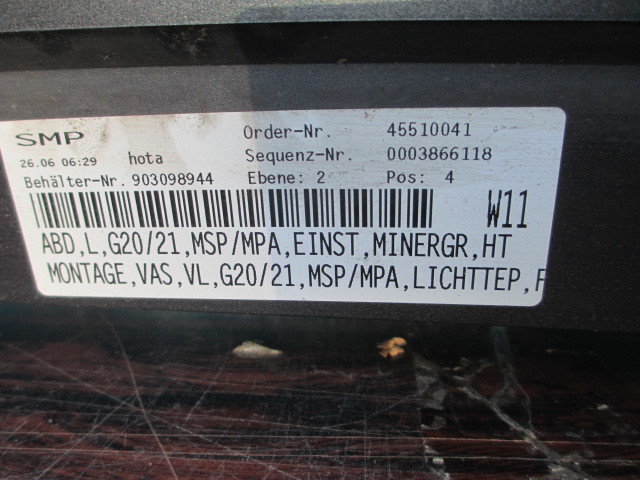 SMP Order-Nr. 45510041
26.06 06:29 hota Sequenz-Nr. 0003866118
Behälter-Nr. 903098944 Ebene: 2 Pos: 4
W11
ABD,L,G20/21,MSP/MPA,EINST,MINERGR,HT
MONTAGE,VAS,VL,G20/21,MSP/MPA,LICHTTEP,F